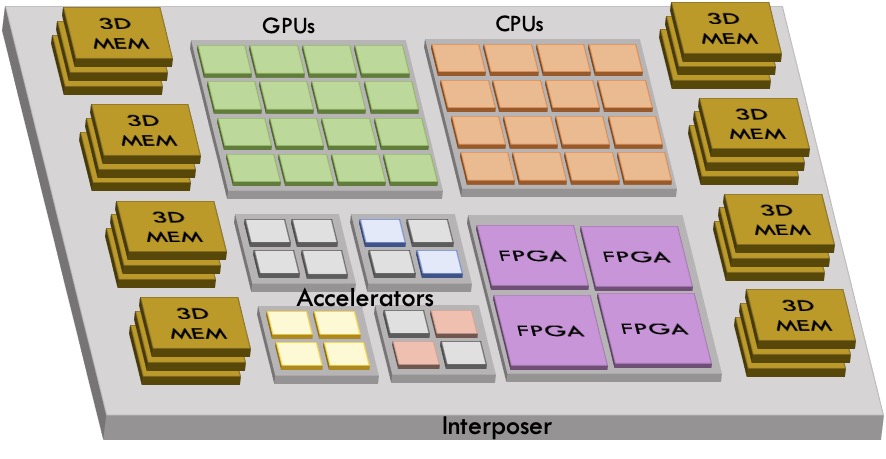 GPUs
CPUs
3D
MEM
3D
MEM
3D
MEM
3D
MEM
3D
MEM
3D
MEM
3D
MEM
3D
MEM
FPGA
FPGA
FPGA
FPGA
Accelerators
Interposer